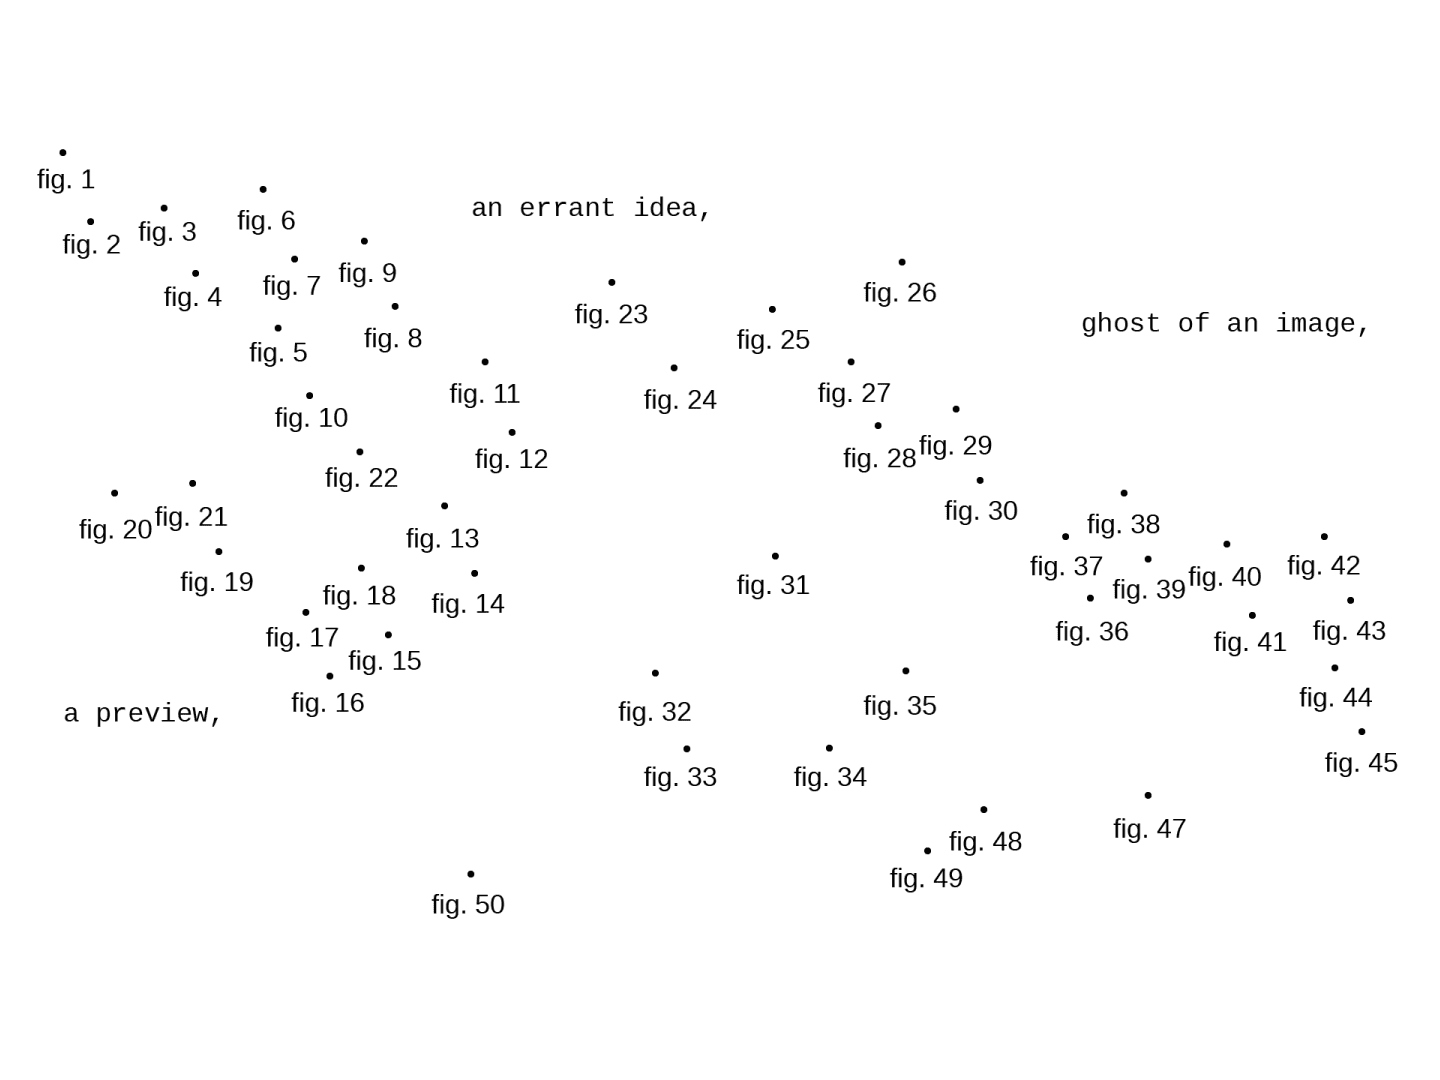 fig. 1
fig. 2
fig. 3
fig. 6
an errant idea,
fig. 4
fig. 7
fig. 9
fig. 5
fig. 8
fig. 23
fig. 25
fig. 26
ghost of an image,
fig. 10
fig. 11
fig. 24
fig. 27
fig. 22
fig. 12
fig. 28
fig. 29
fig. 20
fig. 21
fig. 13
fig. 30
fig. 38
fig. 19
fig. 18
fig. 14
fig. 31
fig. 37
fig. 39
fig. 40
fig. 42
fig. 17
fig. 15
fig. 36
fig. 41
fig. 43
fig. 16
fig. 32
fig. 35
fig. 44
a preview,
fig. 33
fig. 34
fig. 45
fig. 48
fig. 47
fig. 49
fig. 50